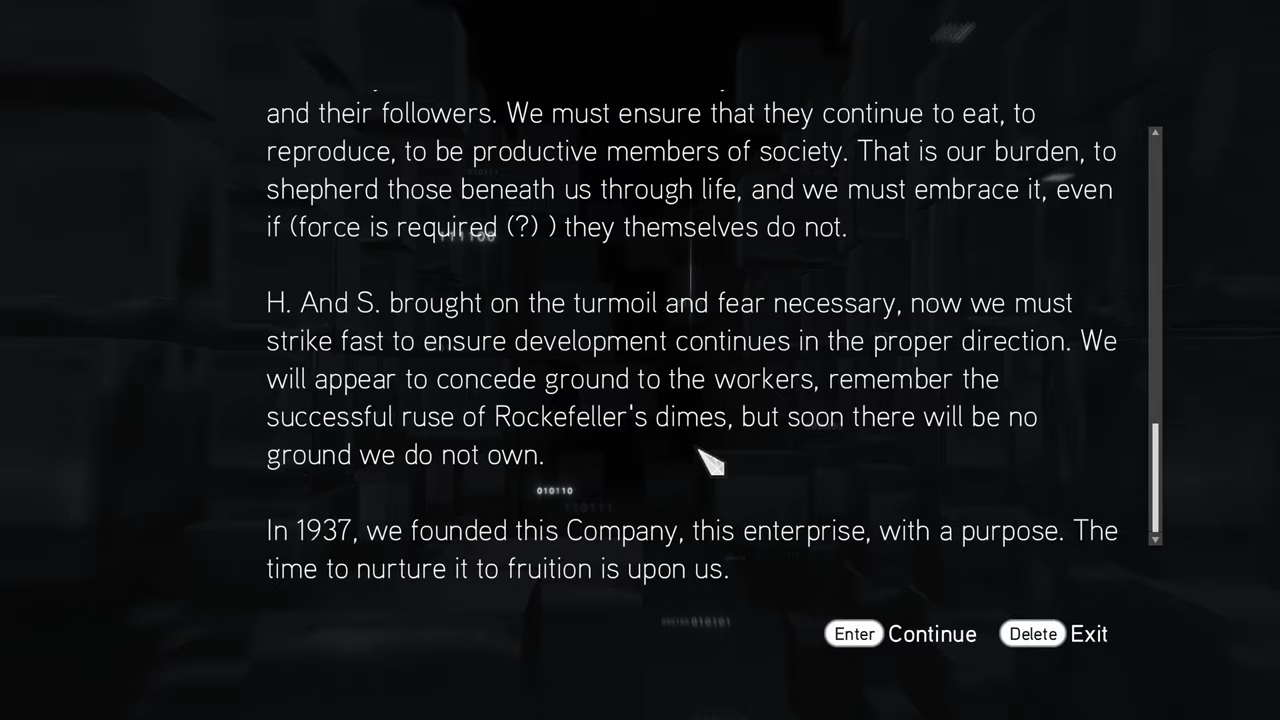 and their followers. We must ensure that they continue to eat, to
reproduce, to be productive members of society. That is our burden, to
shepherd those beneath us through life, and we must embrace it, even
if (force is required (?) ) they themselves do not.
H. And S. brought on the turmoil and fear necessary, now we must
strike fast to ensure development continues in the proper direction. We
will appear to concede ground to the workers, remember the
successful ruse of Rockefeller's dimes, but soon there will be no
ground we do not own.
010110
In 1937, we founded this Company, this enterprise, with a purpose. The
time to nurture it to fruition is upon us.
Enter Continue Delete Exit